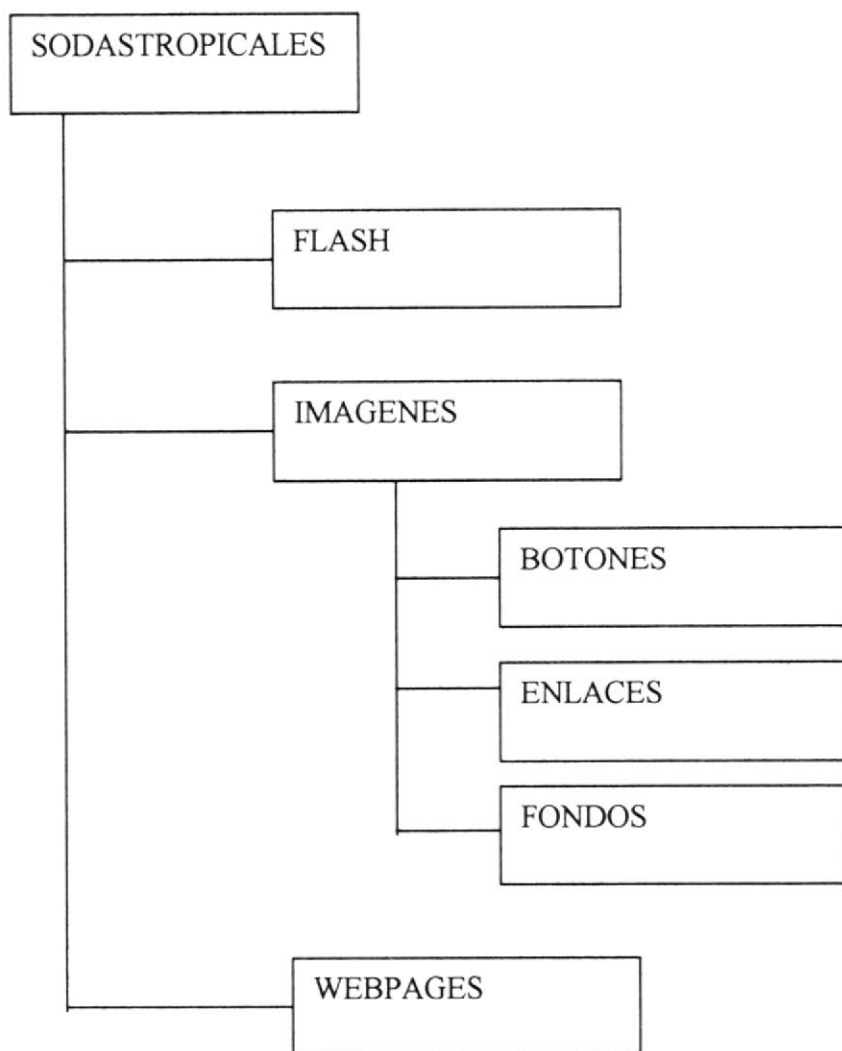 SODASTROPICALES
FLASH
IMAGENES
BOTONES
ENLACES
FONDOS
WEBPAGES